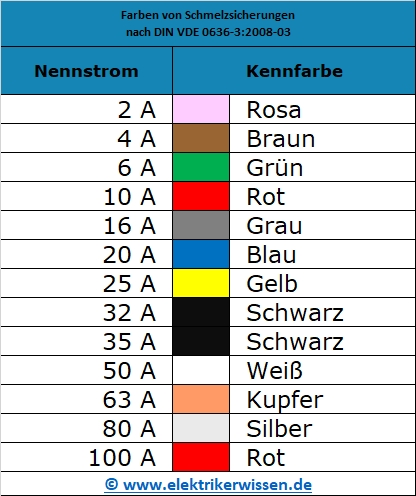 Farben von Schmelzsicherungen
nach DIN VDE 0636-3:2008-03
Nennstrom Kennfarbe
2 A Rosa
4 A Braun
6 A Grün
10 A Rot
16 A Grau
20 A Blau
25 A Gelb
32 A Schwarz
35 A Schwarz
50 A Weiß
63 A Kupfer
80 A Silber
100 A Rot
© www.elektrikerwissen.de